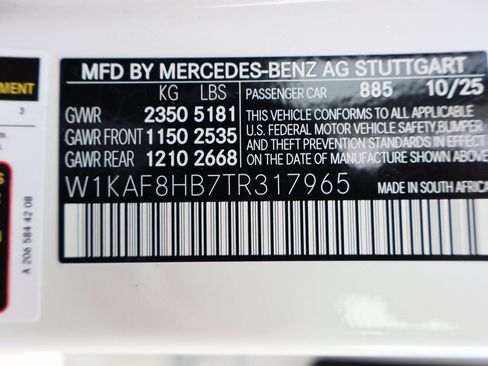 MFD BY MERCEDES-BENZ AG STUTTGART
KG LBS PASSENGER CAR 885 10/25
GVWR 2350 5181 THIS VEHICLE CONFORMS TO ALL APPLICABLE
GAWR FRONT 1150 2535 U.S. FEDERAL MOTOR VEHICLE SAFETY, BUMPER
GAWR REAR 1210 2668 AND THEFT PREVENTION STANDARDS IN EFFECT
ON DATE OF MANUFACTURE SHOWN ABOVE
W1KAF8HB7TR317965 MADE IN SOUTH AFRICA
MENT
3
A 206 584 42 08